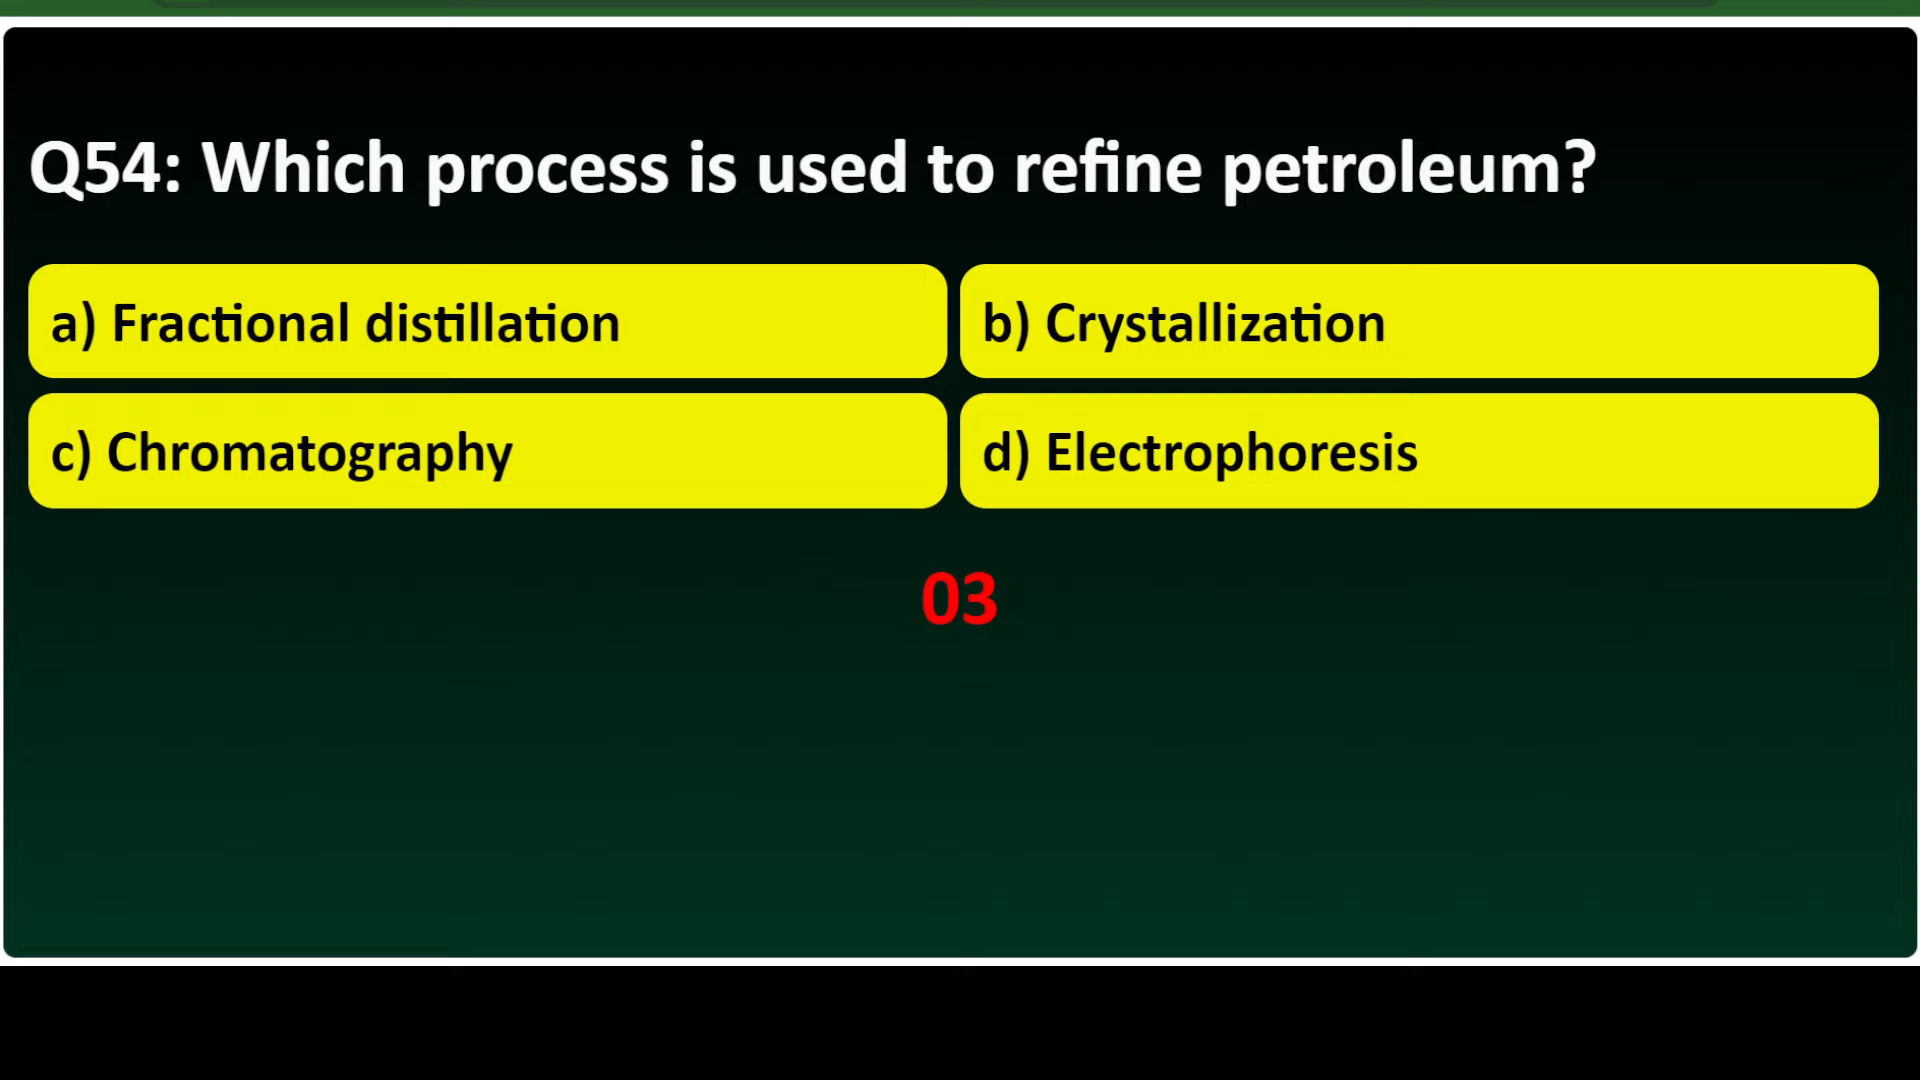 Q54: Which process is used to refine petroleum?
a) Fractional distillation
b) Crystallization
c) Chromatography
d) Electrophoresis
03